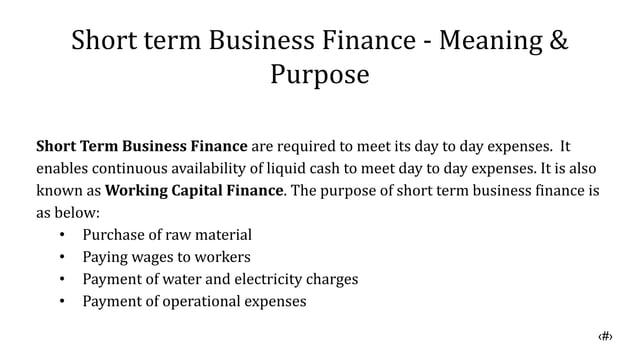 Short term Business Finance - Meaning &
Purpose
Short Term Business Finance are required to meet its day to day expenses.  It
enables continuous availability of liquid cash to meet day to day expenses. It is also
known as Working Capital Finance. The purpose of short term business finance is
as below:
• Purchase of raw material
• Paying wages to workers
• Payment of water and electricity charges
• Payment of operational expenses
‹#›